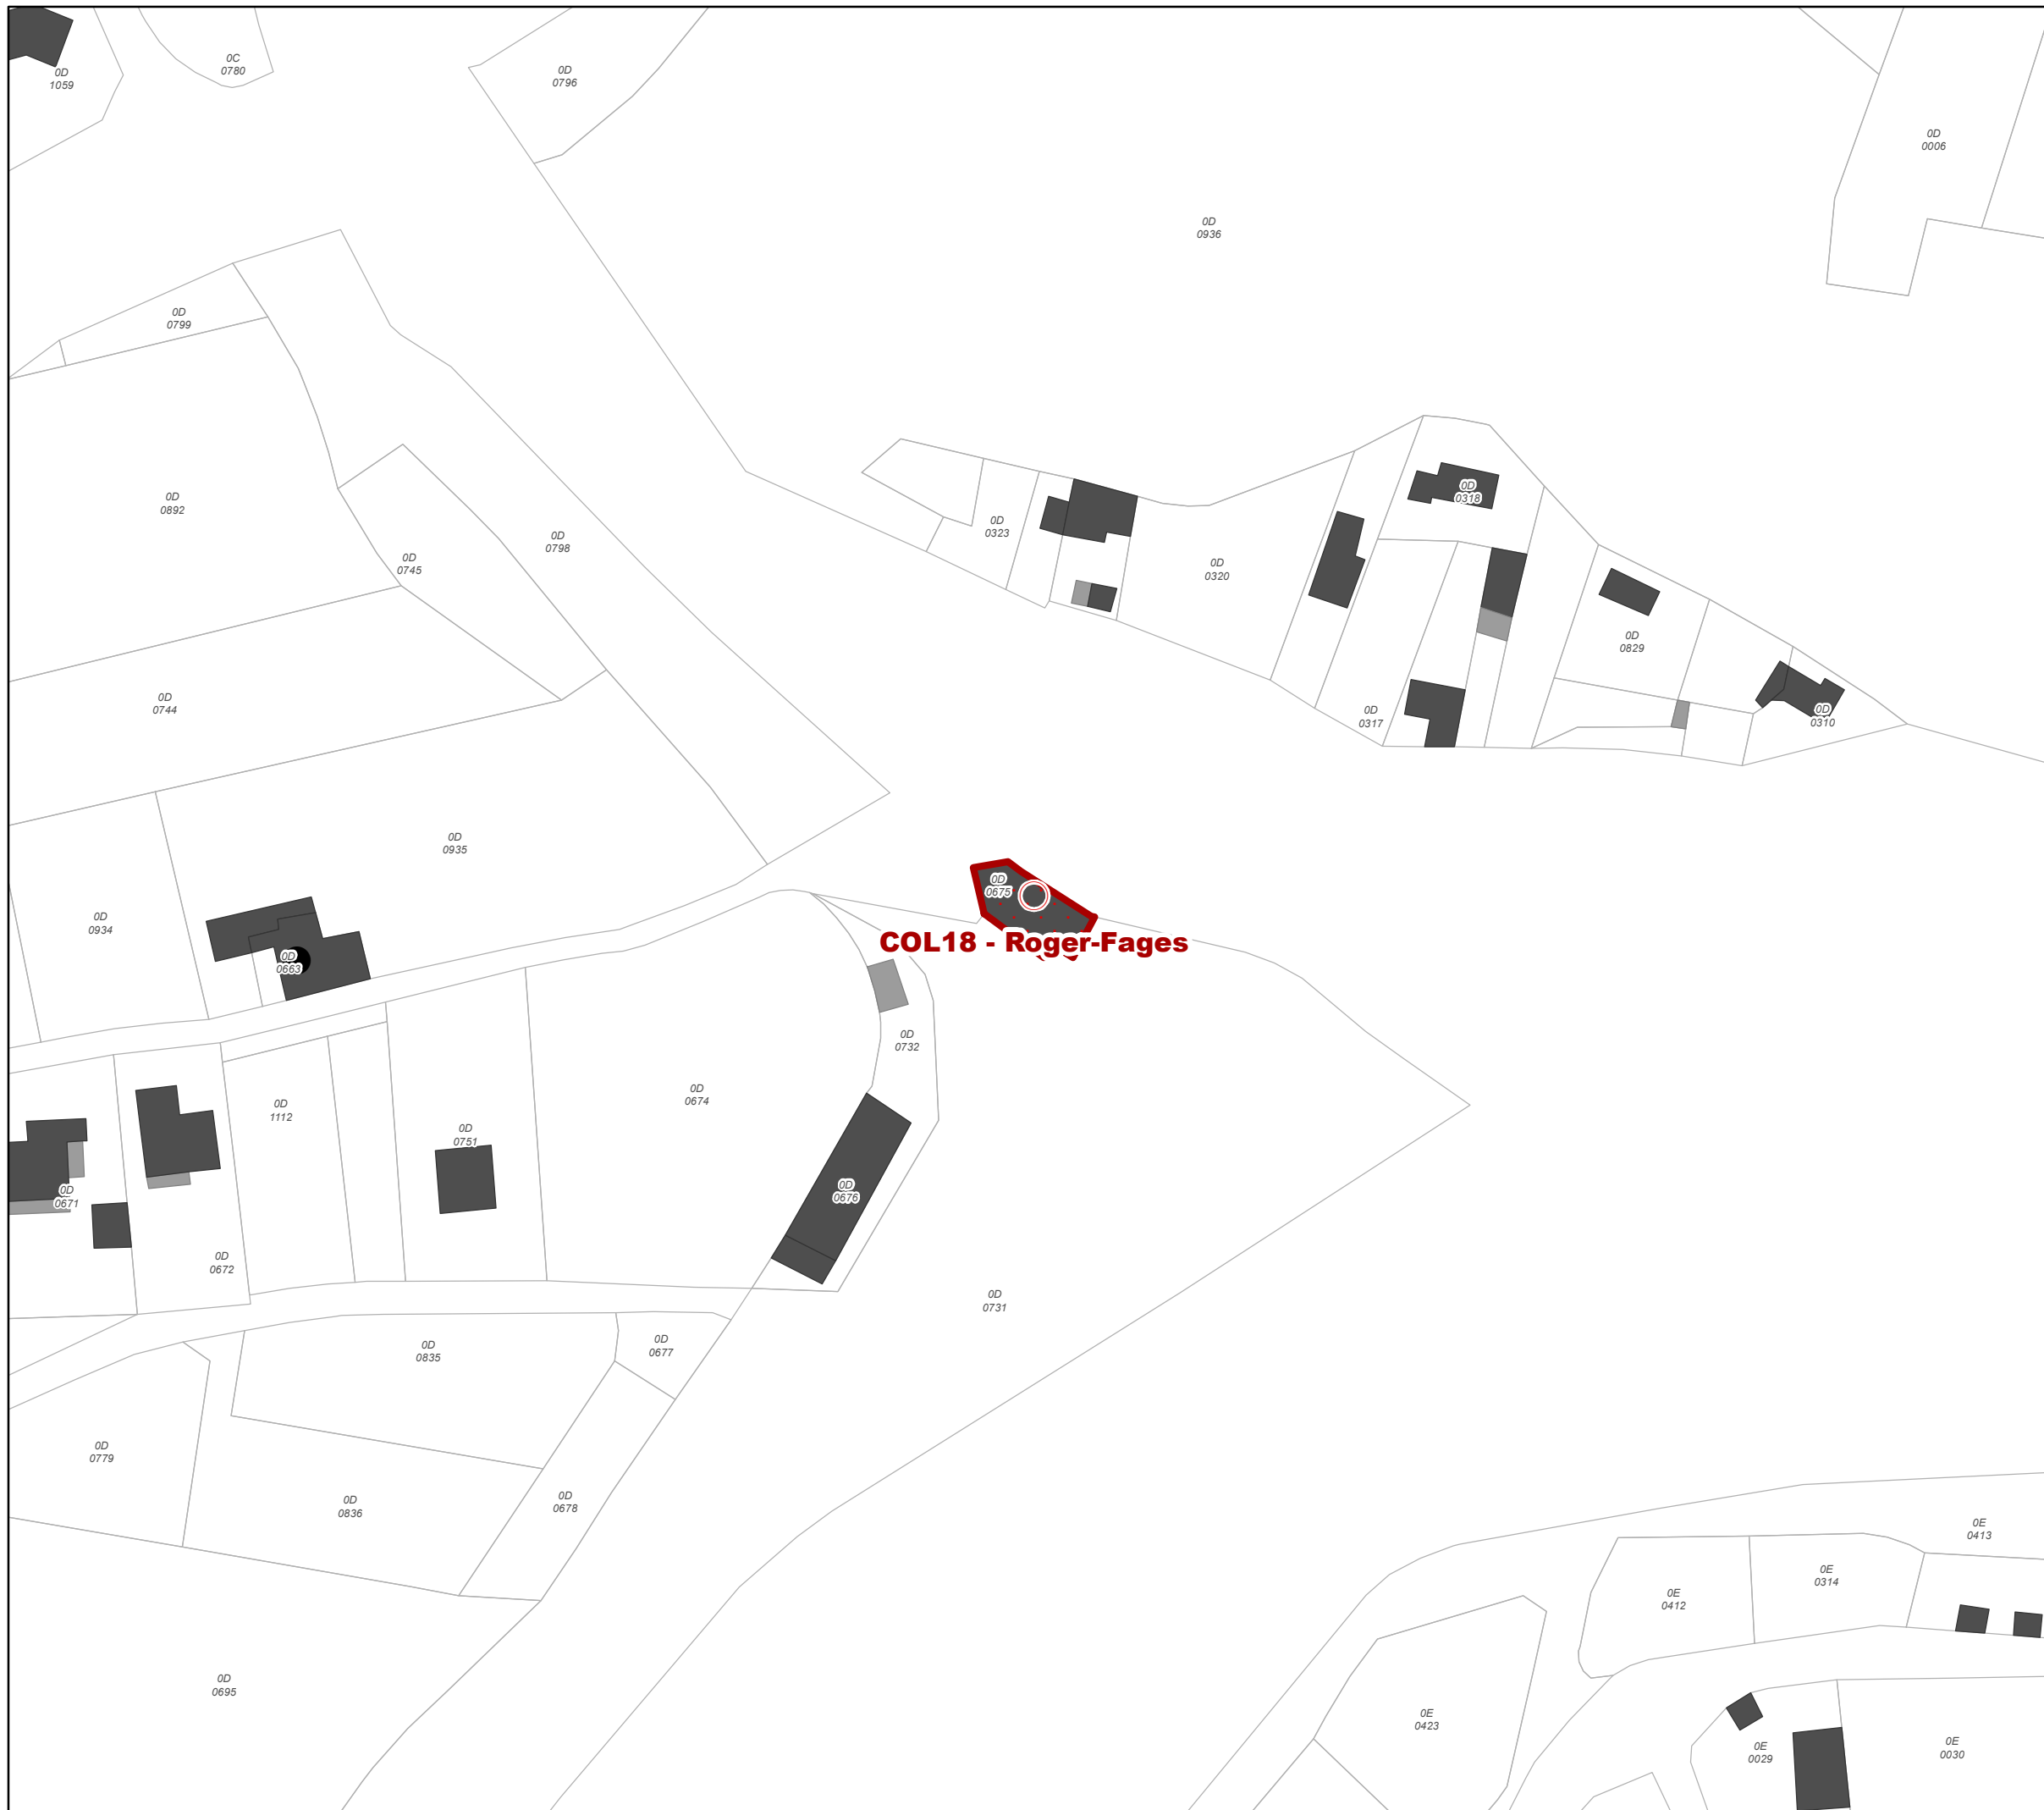 0C
0780
0D
1059
0D
0796
0D
0006
0D
0936
0D
0799
0D
0892
0D
0318
0D
0323
0D
0798
0D
0745
0D
0320
0D
0829
0D
0744
0D
0317
0D
0310
0D
0935
0D
0675
0D
0934
COL18 - Roger-Fages
0D
0663
0D
0732
0D
0674
0D
1112
0D
0751
0D
0676
0D
0671
0D
0672
0D
0731
0D
0677
0D
0835
0D
0779
0D
0836
0D
0678
0E
0413
0E
0314
0E
0412
0D
0695
0E
0423
0E
0029
0E
0030